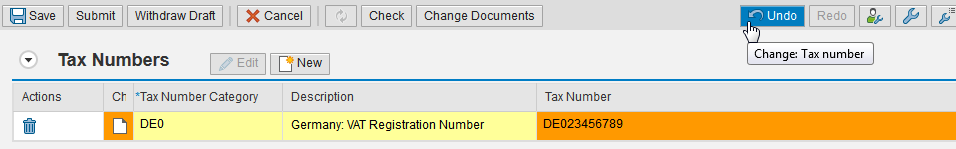 Save Submit Withdraw Draft Cancel Check Change Documents Undo Redo
Change: Tax number
Tax Numbers Edit New
Actions Ch *Tax Number Category Description Tax Number
DE0 Germany: VAT Registration Number DE023456789